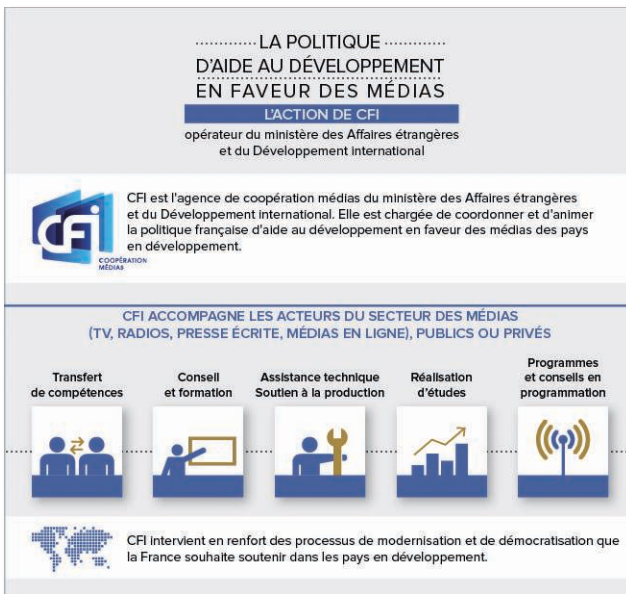 LA POLITIQUE
D'AIDE AU DÉVELOPPEMENT
EN FAVEUR DES MÉDIAS
L'ACTION DE CFI
opérateur du ministère des Affaires étrangères
et du Développement international
CFI est l'agence de coopération médias du ministère des Affaires étrangères
et du Développement international. Elle est chargée de coordonner et d'animer
la politique française d'aide au développement en faveur des médias des pays
en développement.
CFI
COOPÉRATION
MÉDIAS
CFI ACCOMPAGNE LES ACTEURS DU SECTEUR DES MÉDIAS
(TV, RADIOS, PRESSE ÉCRITE, MÉDIAS EN LIGNE), PUBLICS OU PRIVÉS
Transfert
de compétences
Conseil
et formation
Assistance technique
Soutien à la production
Réalisation
d'études
Programmes
et conseils en
programmation
CFI intervient en renfort des processus de modernisation et de démocratisation que
la France souhaite soutenir dans les pays en développement.